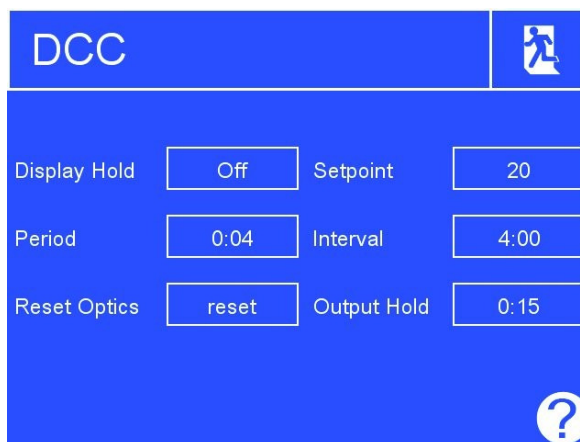 DCC
Display Hold Off Setpoint 20
Period 0:04 Interval 4:00
Reset Optics reset Output Hold 0:15
?